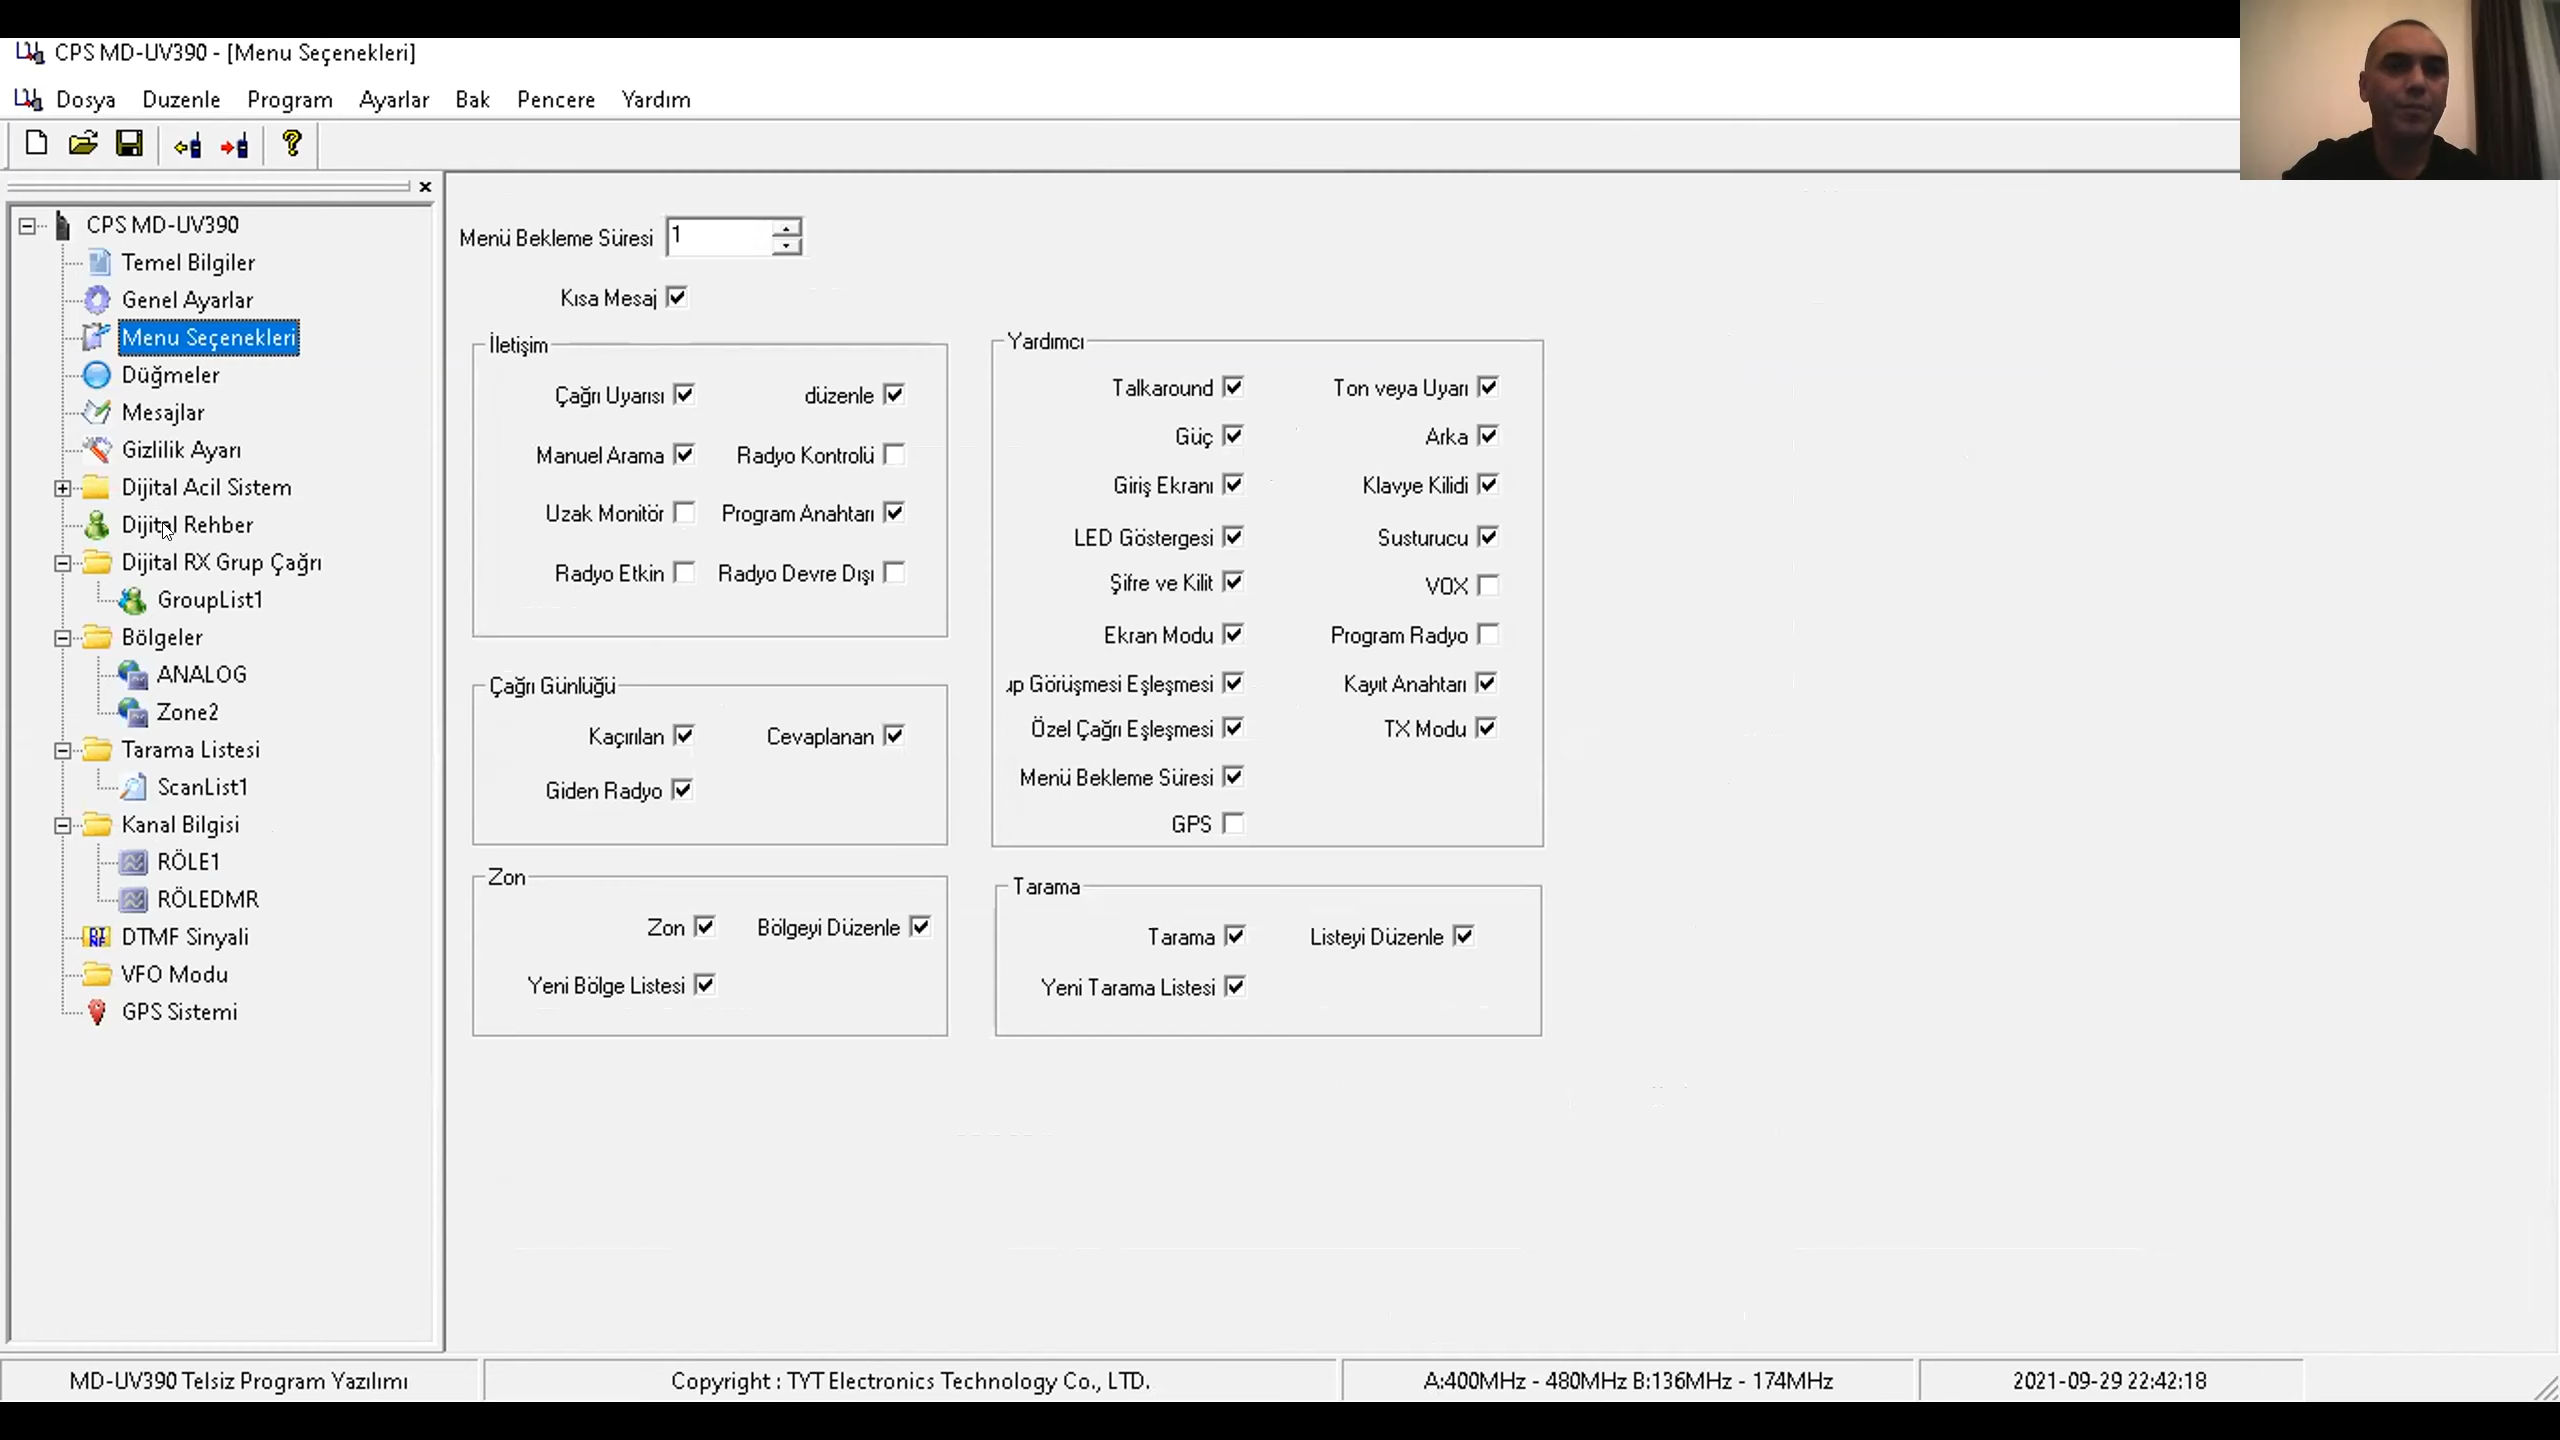 CPS MD-UV390 - [Menu Seçenekleri]
Dosya Duzenle Program Ayarlar Bak Pencere Yardım
CPS MD-UV390
Temel Bilgiler
Genel Ayarlar
Menu Seçenekleri
Düğmeler
Mesajlar
Gizlilik Ayarı
Dijital Acil Sistem
Dijital Rehber
Dijital RX Grup Çağrı
GroupList1
Bölgeler
ANALOG
Zone2
Tarama Listesi
ScanList1
Kanal Bilgisi
RÖLE1
RÖLEDMR
DTMF Sinyali
VFO Modu
GPS Sistemi
Menü Bekleme Süresi 1
Kısa Mesaj
İletişim
Çağrı Uyarısı düzenle
Manuel Arama Radyo Kontrolü
Uzak Monitör Program Anahtarı
Radyo Etkin Radyo Devre Dışı
Çağrı Günlüğü
Kaçırılan Cevaplanan
Giden Radyo
Zon
Zon Bölgeyi Düzenle
Yeni Bölge Listesi
Yardımcı
Talkaround Ton veya Uyarı
Güç Arka
Giriş Ekranı Klavye Kilidi
LED Göstergesi Susturucu
Şifre ve Kilit VOX
Ekran Modu Program Radyo
up Görüşmesi Eşleşmesi Kayıt Anahtarı
Özel Çağrı Eşleşmesi TX Modu
Menü Bekleme Süresi
GPS
Tarama
Tarama Listeyi Düzenle
Yeni Tarama Listesi
MD-UV390 Telsiz Program Yazılımı Copyright : TYT Electronics Technology Co., LTD. A:400MHz - 480MHz B:136MHz - 174MHz 2021-09-29 22:42:18